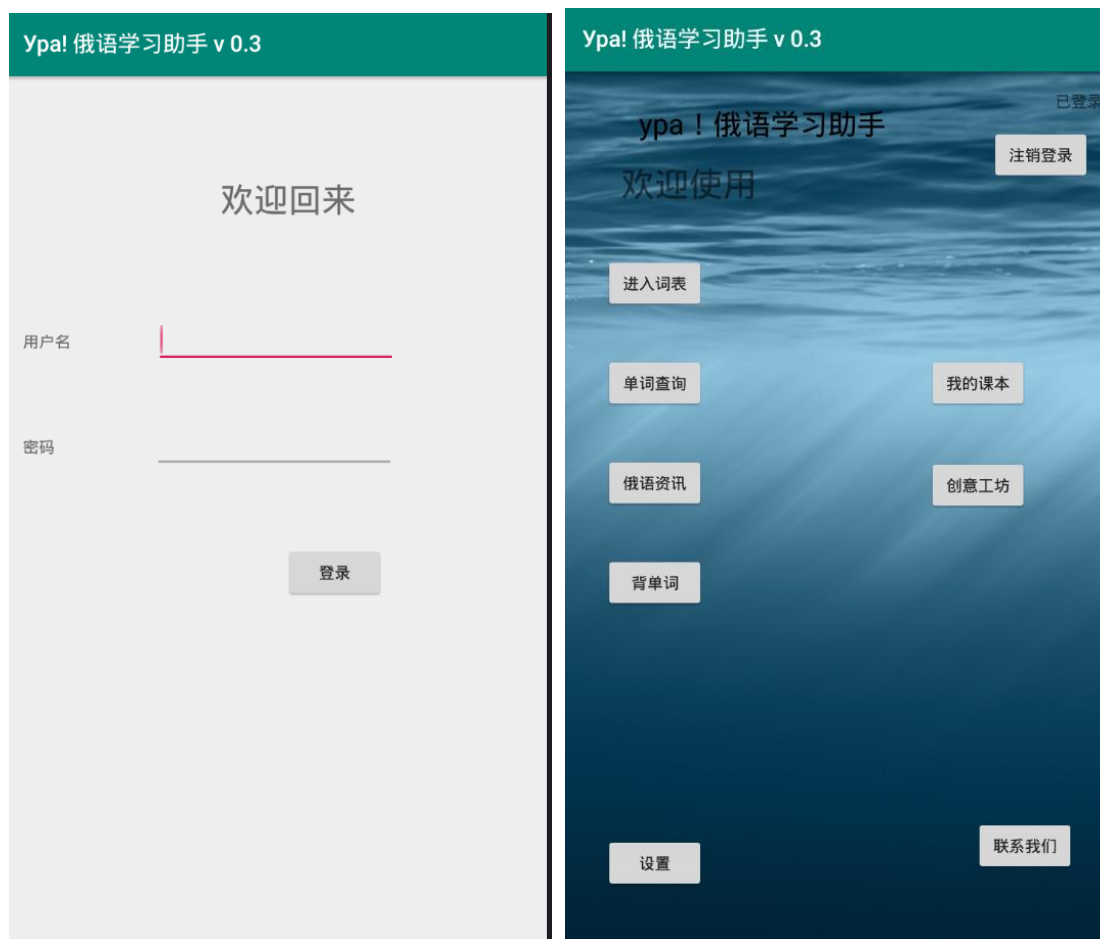 Ура! 俄语学习助手 v 0.3
欢迎回来
用户名
密码
登录
Ура! 俄语学习助手 v 0.3
已登录
ура！俄语学习助手
注销登录
欢迎使用
进入词表
单词查询
我的课本
俄语资讯
创意工坊
背单词
联系我们
设置